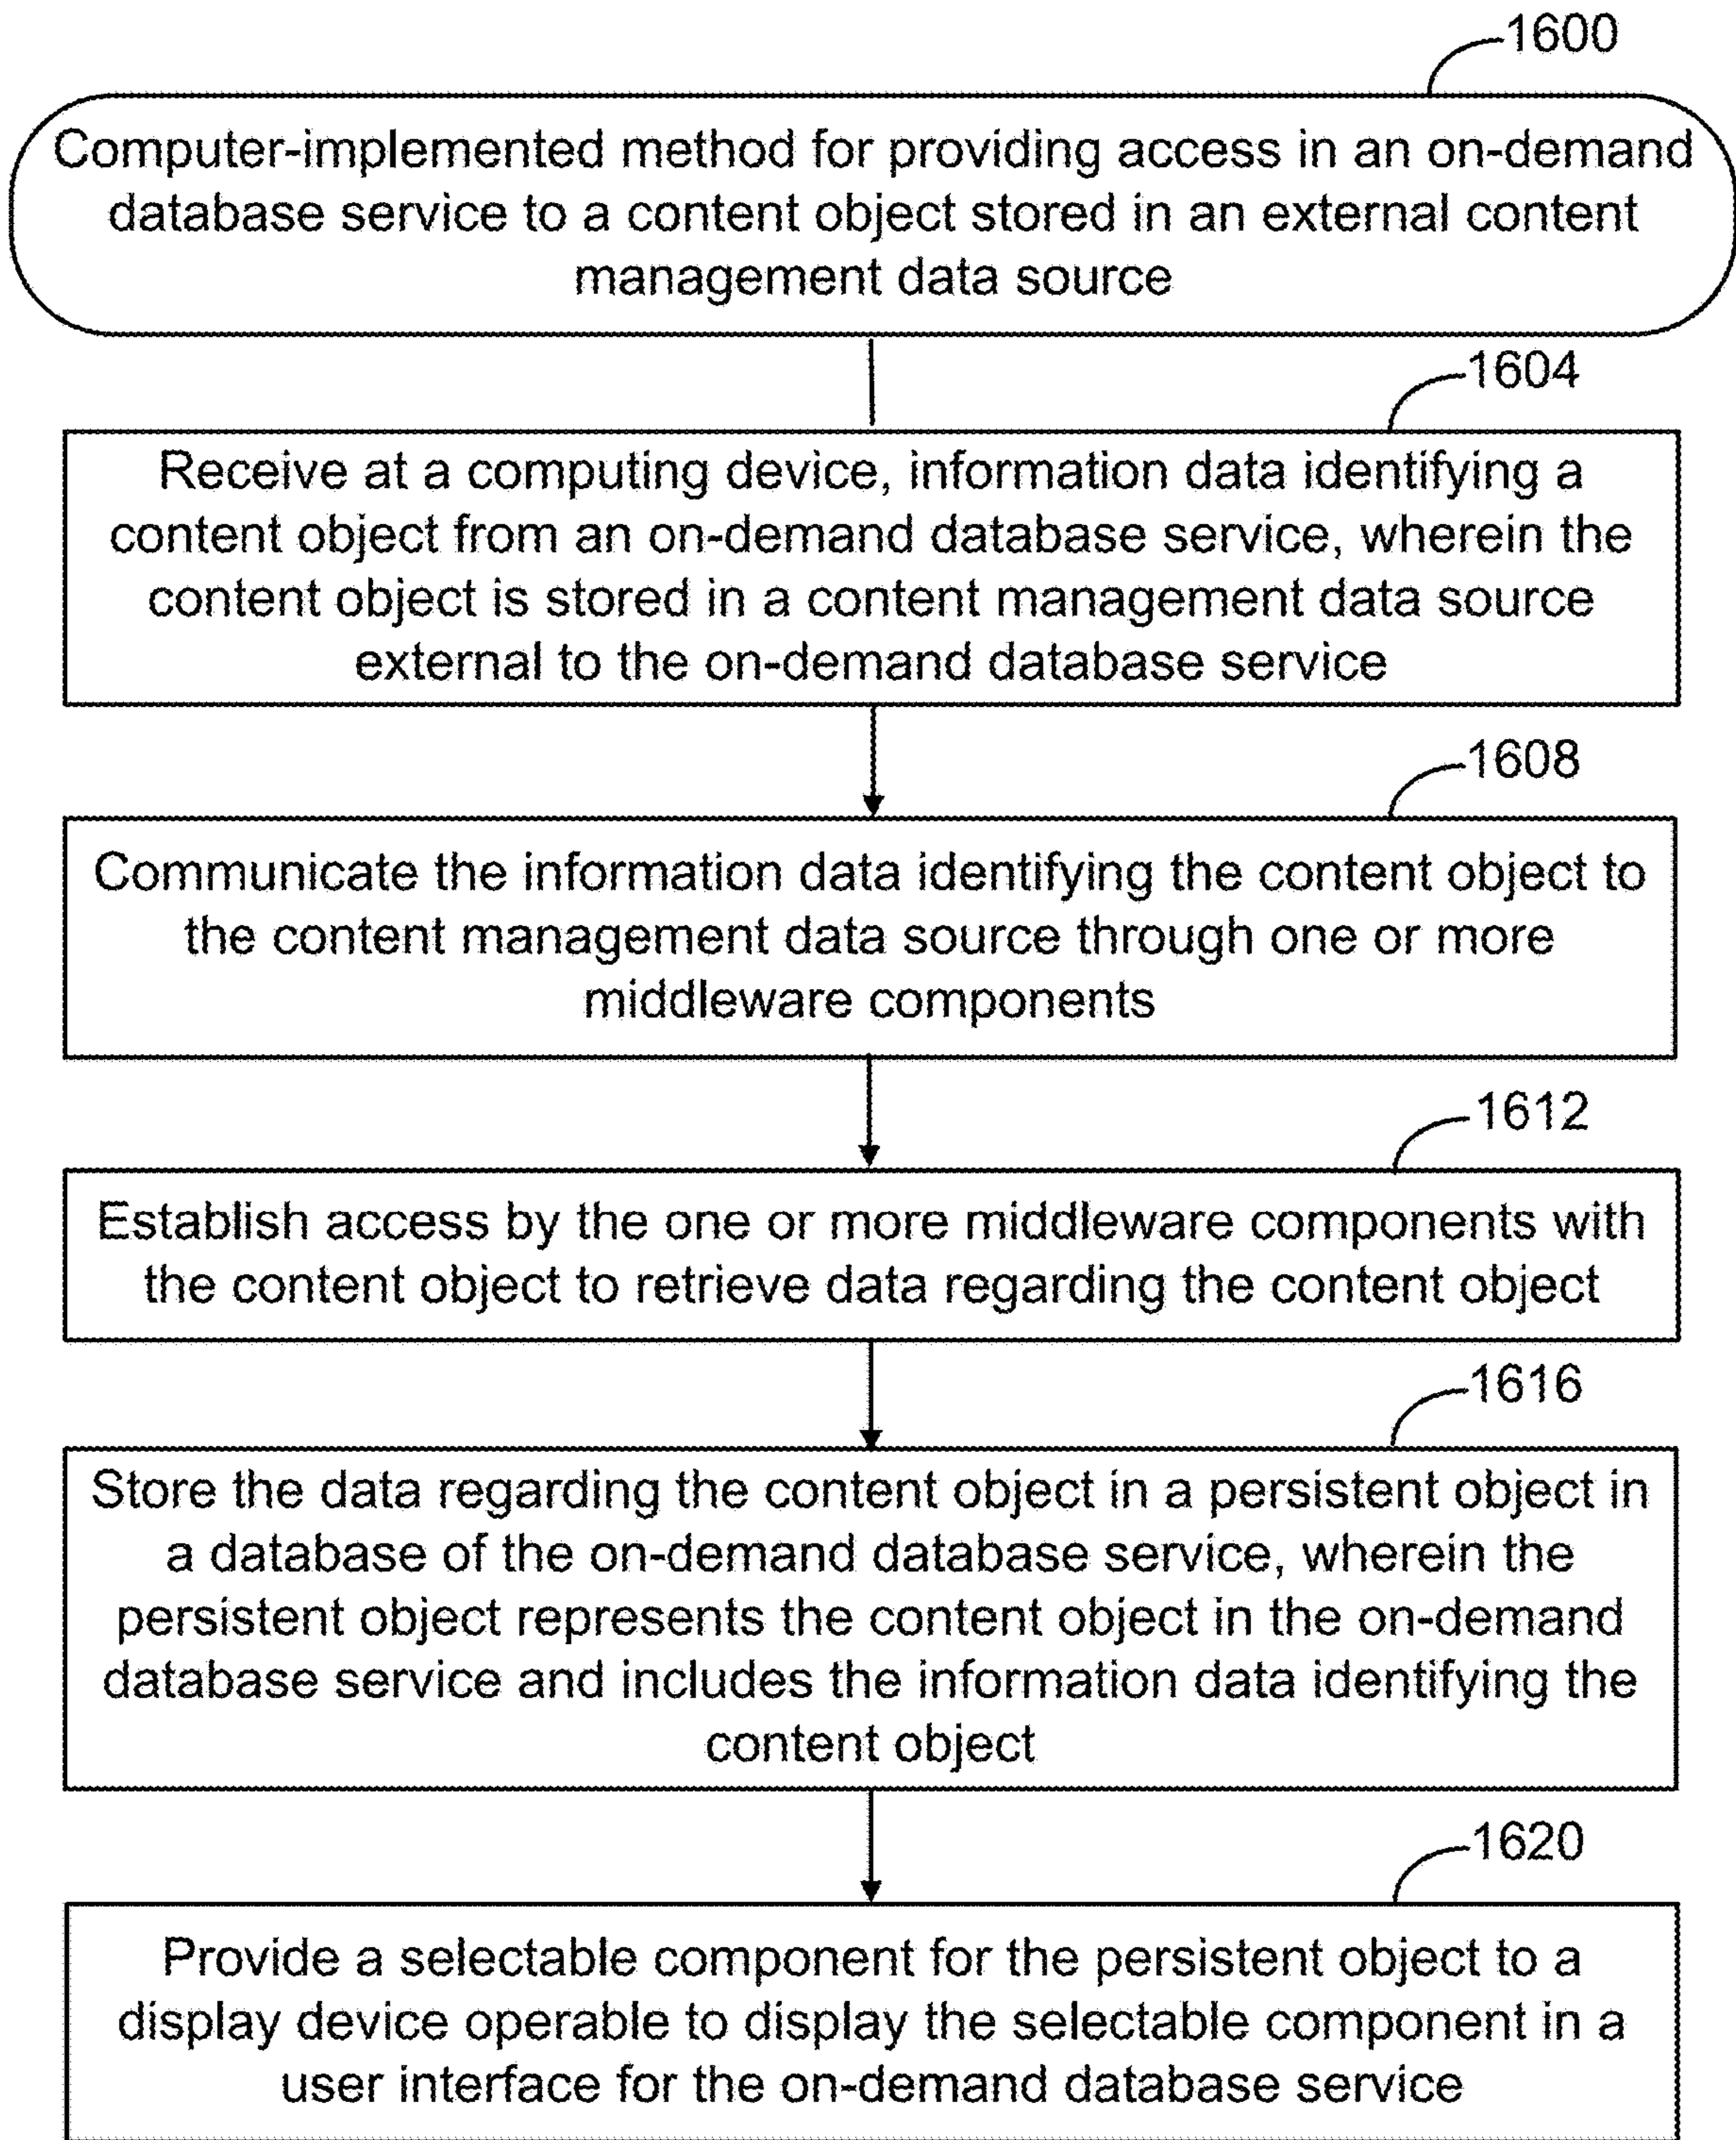 1600
Computer-implemented method for providing access in an on-demand
database service to a content object stored in an external content
management data source
1604
Receive at a computing device, information data identifying a
content object from an on-demand database service, wherein the
content object is stored in a content management data source
external to the on-demand database service
1608
Communicate the information data identifying the content object to
the content management data source through one or more
middleware components
1612
Establish access by the one or more middleware components with
the content object to retrieve data regarding the content object
1616
Store the data regarding the content object in a persistent object in
a database of the on-demand database service, wherein the
persistent object represents the content object in the on-demand
database service and includes the information data identifying the
content object
1620
Provide a selectable component for the persistent object to a
display device operable to display the selectable component in a
user interface for the on-demand database service